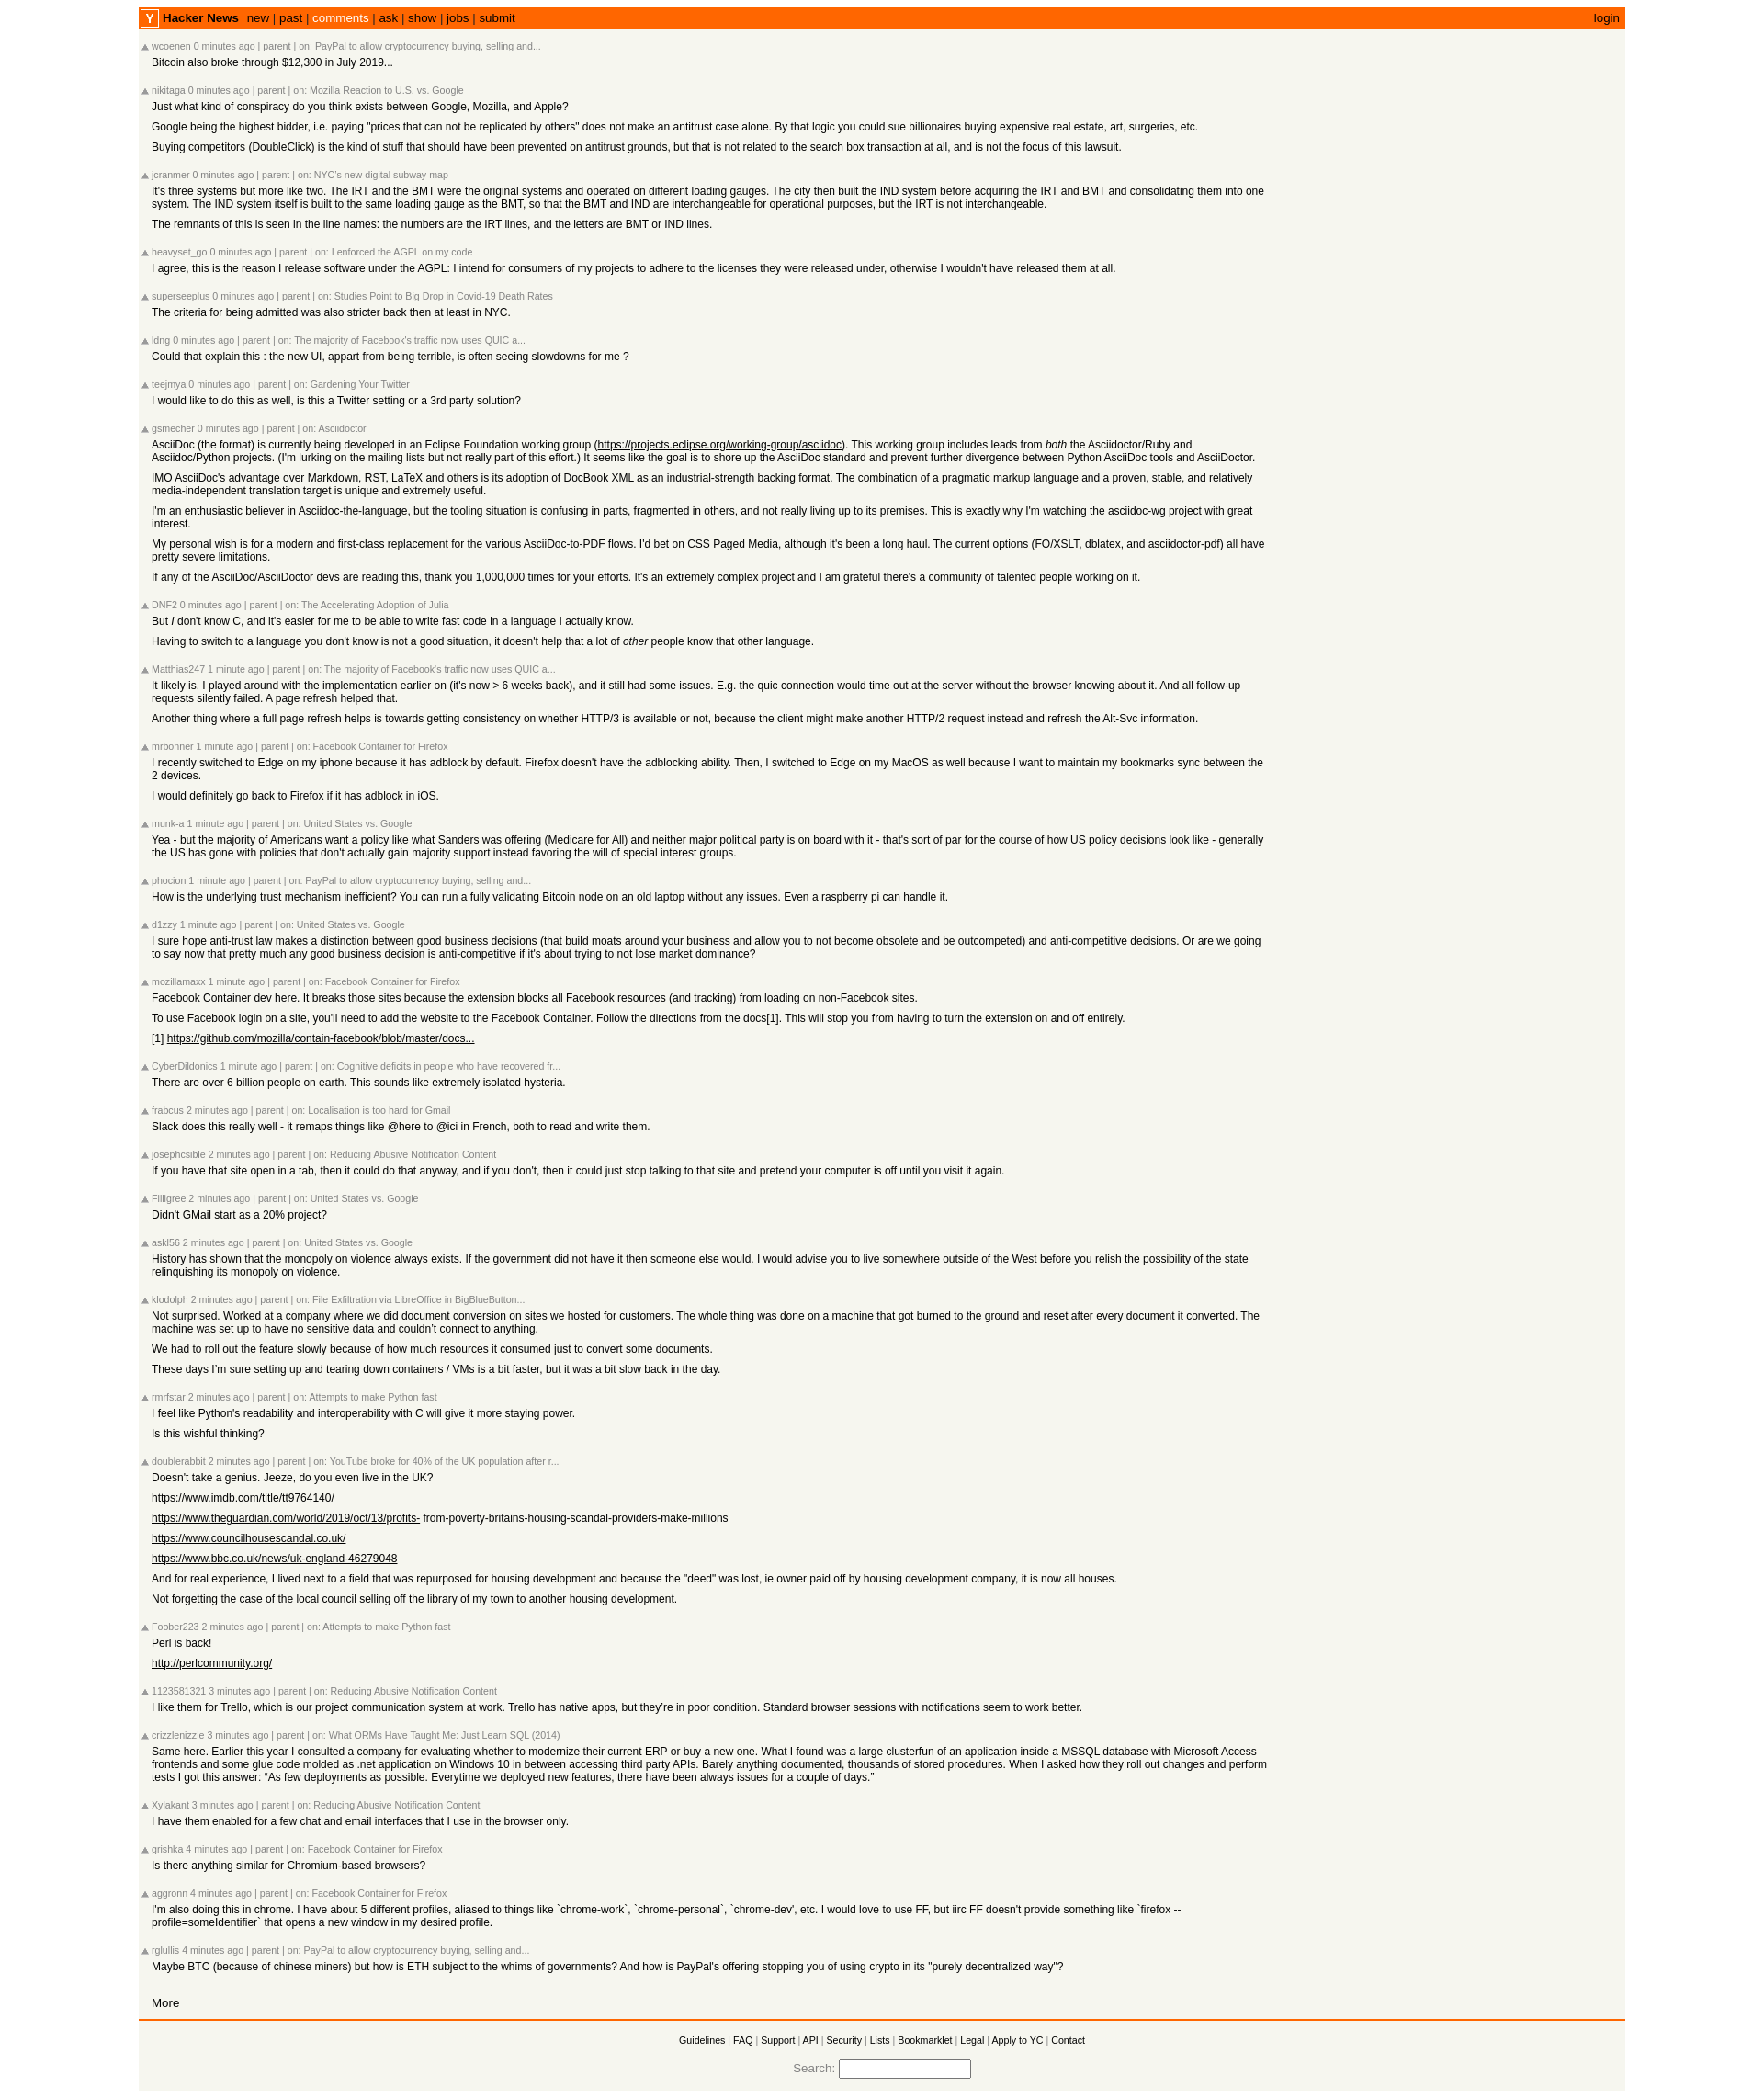 Y Hacker News new | past | comments | ask | show | jobs | submit login
wcoenen 0 minutes ago | parent | on: PayPal to allow cryptocurrency buying, selling and...
Bitcoin also broke through $12,300 in July 2019...
nikitaga 0 minutes ago | parent | on: Mozilla Reaction to U.S. vs. Google
Just what kind of conspiracy do you think exists between Google, Mozilla, and Apple?
Google being the highest bidder, i.e. paying "prices that can not be replicated by others" does not make an antitrust case alone. By that logic you could sue billionaires buying expensive real estate, art, surgeries, etc.
Buying competitors (DoubleClick) is the kind of stuff that should have been prevented on antitrust grounds, but that is not related to the search box transaction at all, and is not the focus of this lawsuit.
jcranmer 0 minutes ago | parent | on: NYC's new digital subway map
It's three systems but more like two. The IRT and the BMT were the original systems and operated on different loading gauges. The city then built the IND system before acquiring the IRT and BMT and consolidating them into one
system. The IND system itself is built to the same loading gauge as the BMT, so that the BMT and IND are interchangeable for operational purposes, but the IRT is not interchangeable.
The remnants of this is seen in the line names: the numbers are the IRT lines, and the letters are BMT or IND lines.
heavyset_go 0 minutes ago | parent | on: I enforced the AGPL on my code
I agree, this is the reason I release software under the AGPL: I intend for consumers of my projects to adhere to the licenses they were released under, otherwise I wouldn't have released them at all.
superseeplus 0 minutes ago | parent | on: Studies Point to Big Drop in Covid-19 Death Rates
The criteria for being admitted was also stricter back then at least in NYC.
ldng 0 minutes ago | parent | on: The majority of Facebook's traffic now uses QUIC a...
Could that explain this : the new UI, appart from being terrible, is often seeing slowdowns for me ?
teejmya 0 minutes ago | parent | on: Gardening Your Twitter
I would like to do this as well, is this a Twitter setting or a 3rd party solution?
gsmecher 0 minutes ago | parent | on: Asciidoctor
AsciiDoc (the format) is currently being developed in an Eclipse Foundation working group (https://projects.eclipse.org/working-group/asciidoc). This working group includes leads from both the Asciidoctor/Ruby and
Asciidoc/Python projects. (I'm lurking on the mailing lists but not really part of this effort.) It seems like the goal is to shore up the AsciiDoc standard and prevent further divergence between Python AsciiDoc tools and AsciiDoctor.
IMO AsciiDoc's advantage over Markdown, RST, LaTeX and others is its adoption of DocBook XML as an industrial-strength backing format. The combination of a pragmatic markup language and a proven, stable, and relatively
media-independent translation target is unique and extremely useful.
I'm an enthusiastic believer in Asciidoc-the-language, but the tooling situation is confusing in parts, fragmented in others, and not really living up to its premises. This is exactly why I'm watching the asciidoc-wg project with great
interest.
My personal wish is for a modern and first-class replacement for the various AsciiDoc-to-PDF flows. I'd bet on CSS Paged Media, although it's been a long haul. The current options (FO/XSLT, dblatex, and asciidoctor-pdf) all have
pretty severe limitations.
If any of the AsciiDoc/AsciiDoctor devs are reading this, thank you 1,000,000 times for your efforts. It's an extremely complex project and I am grateful there's a community of talented people working on it.
DNF2 0 minutes ago | parent | on: The Accelerating Adoption of Julia
But I don't know C, and it's easier for me to be able to write fast code in a language I actually know.
Having to switch to a language you don't know is not a good situation, it doesn't help that a lot of other people know that other language.
Matthias247 1 minute ago | parent | on: The majority of Facebook's traffic now uses QUIC a...
It likely is. I played around with the implementation earlier on (it's now > 6 weeks back), and it still had some issues. E.g. the quic connection would time out at the server without the browser knowing about it. And all follow-up
requests silently failed. A page refresh helped that.
Another thing where a full page refresh helps is towards getting consistency on whether HTTP/3 is available or not, because the client might make another HTTP/2 request instead and refresh the Alt-Svc information.
mrbonner 1 minute ago | parent | on: Facebook Container for Firefox
I recently switched to Edge on my iphone because it has adblock by default. Firefox doesn't have the adblocking ability. Then, I switched to Edge on my MacOS as well because I want to maintain my bookmarks sync between the
2 devices.
I would definitely go back to Firefox if it has adblock in iOS.
munk-a 1 minute ago | parent | on: United States vs. Google
Yea - but the majority of Americans want a policy like what Sanders was offering (Medicare for All) and neither major political party is on board with it - that's sort of par for the course of how US policy decisions look like - generally
the US has gone with policies that don't actually gain majority support instead favoring the will of special interest groups.
phocion 1 minute ago | parent | on: PayPal to allow cryptocurrency buying, selling and...
How is the underlying trust mechanism inefficient? You can run a fully validating Bitcoin node on an old laptop without any issues. Even a raspberry pi can handle it.
d1zzy 1 minute ago | parent | on: United States vs. Google
I sure hope anti-trust law makes a distinction between good business decisions (that build moats around your business and allow you to not become obsolete and be outcompeted) and anti-competitive decisions. Or are we going
to say now that pretty much any good business decision is anti-competitive if it's about trying to not lose market dominance?
mozillamaxx 1 minute ago | parent | on: Facebook Container for Firefox
Facebook Container dev here. It breaks those sites because the extension blocks all Facebook resources (and tracking) from loading on non-Facebook sites.
To use Facebook login on a site, you'll need to add the website to the Facebook Container. Follow the directions from the docs[1]. This will stop you from having to turn the extension on and off entirely.
[1] https://github.com/mozilla/contain-facebook/blob/master/docs...
CyberDildonics 1 minute ago | parent | on: Cognitive deficits in people who have recovered fr...
There are over 6 billion people on earth. This sounds like extremely isolated hysteria.
frabcus 2 minutes ago | parent | on: Localisation is too hard for Gmail
Slack does this really well - it remaps things like @here to @ici in French, both to read and write them.
josephcsible 2 minutes ago | parent | on: Reducing Abusive Notification Content
If you have that site open in a tab, then it could do that anyway, and if you don't, then it could just stop talking to that site and pretend your computer is off until you visit it again.
Filligree 2 minutes ago | parent | on: United States vs. Google
Didn't GMail start as a 20% project?
askl56 2 minutes ago | parent | on: United States vs. Google
History has shown that the monopoly on violence always exists. If the government did not have it then someone else would. I would advise you to live somewhere outside of the West before you relish the possibility of the state
relinquishing its monopoly on violence.
klodolph 2 minutes ago | parent | on: File Exfiltration via LibreOffice in BigBlueButton...
Not surprised. Worked at a company where we did document conversion on sites we hosted for customers. The whole thing was done on a machine that got burned to the ground and reset after every document it converted. The
machine was set up to have no sensitive data and couldn’t connect to anything.
We had to roll out the feature slowly because of how much resources it consumed just to convert some documents.
These days I’m sure setting up and tearing down containers / VMs is a bit faster, but it was a bit slow back in the day.
rmrfstar 2 minutes ago | parent | on: Attempts to make Python fast
I feel like Python's readability and interoperability with C will give it more staying power.
Is this wishful thinking?
doublerabbit 2 minutes ago | parent | on: YouTube broke for 40% of the UK population after r...
Doesn't take a genius. Jeeze, do you even live in the UK?
https://www.imdb.com/title/tt9764140/
https://www.theguardian.com/world/2019/oct/13/profits- from-poverty-britains-housing-scandal-providers-make-millions
https://www.councilhousescandal.co.uk/
https://www.bbc.co.uk/news/uk-england-46279048
And for real experience, I lived next to a field that was repurposed for housing development and because the "deed" was lost, ie owner paid off by housing development company, it is now all houses.
Not forgetting the case of the local council selling off the library of my town to another housing development.
Foober223 2 minutes ago | parent | on: Attempts to make Python fast
Perl is back!
http://perlcommunity.org/
1123581321 3 minutes ago | parent | on: Reducing Abusive Notification Content
I like them for Trello, which is our project communication system at work. Trello has native apps, but they’re in poor condition. Standard browser sessions with notifications seem to work better.
crizzlenizzle 3 minutes ago | parent | on: What ORMs Have Taught Me: Just Learn SQL (2014)
Same here. Earlier this year I consulted a company for evaluating whether to modernize their current ERP or buy a new one. What I found was a large clusterfun of an application inside a MSSQL database with Microsoft Access
frontends and some glue code molded as .net application on Windows 10 in between accessing third party APIs. Barely anything documented, thousands of stored procedures. When I asked how they roll out changes and perform
tests I got this answer: “As few deployments as possible. Everytime we deployed new features, there have been always issues for a couple of days.”
Xylakant 3 minutes ago | parent | on: Reducing Abusive Notification Content
I have them enabled for a few chat and email interfaces that I use in the browser only.
grishka 4 minutes ago | parent | on: Facebook Container for Firefox
Is there anything similar for Chromium-based browsers?
aggronn 4 minutes ago | parent | on: Facebook Container for Firefox
I'm also doing this in chrome. I have about 5 different profiles, aliased to things like `chrome-work`, `chrome-personal`, `chrome-dev', etc. I would love to use FF, but iirc FF doesn't provide something like `firefox --
profile=someIdentifier` that opens a new window in my desired profile.
rglullis 4 minutes ago | parent | on: PayPal to allow cryptocurrency buying, selling and...
Maybe BTC (because of chinese miners) but how is ETH subject to the whims of governments? And how is PayPal's offering stopping you of using crypto in its "purely decentralized way"?
More
Guidelines | FAQ | Support | API | Security | Lists | Bookmarklet | Legal | Apply to YC | Contact
Search: